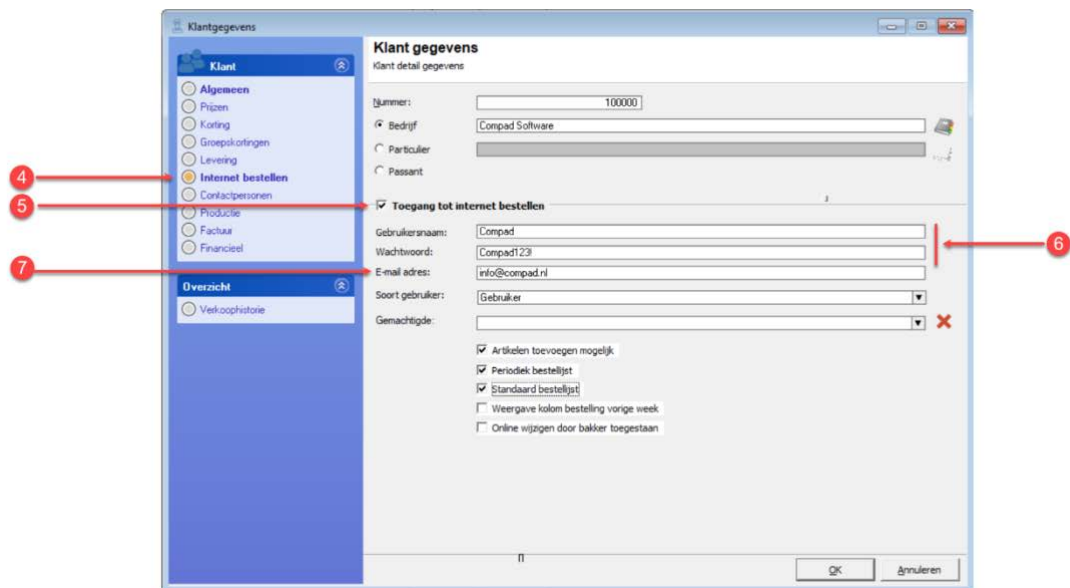 Klantgegevens
Klant
Algemeen
Prijzen
Korting
Groepskortingen
Levering
4
Internet bestellen
Contactpersonen
5
Productie
Factuur
7
Financieel
Overzicht
Verkoophistorie
Klant gegevens
Klant detail gegevens
Nummer: 100000
Bedrijf Compad Software
Particulier
Passant
Toegang tot internet bestellen
Gebruikersnaam: Compad
Wachtwoord: Compad123!
6
E-mail adres: info@compad.nl
Soort gebruiker: Gebruiker
Gemachtigde:
Artikelen toevoegen mogelijk
Periodiek bestellijst
Standaard bestellijst
Weergave kolom bestelling vorige week
Online wijzigen door bakker toegestaan
OK Annuleren